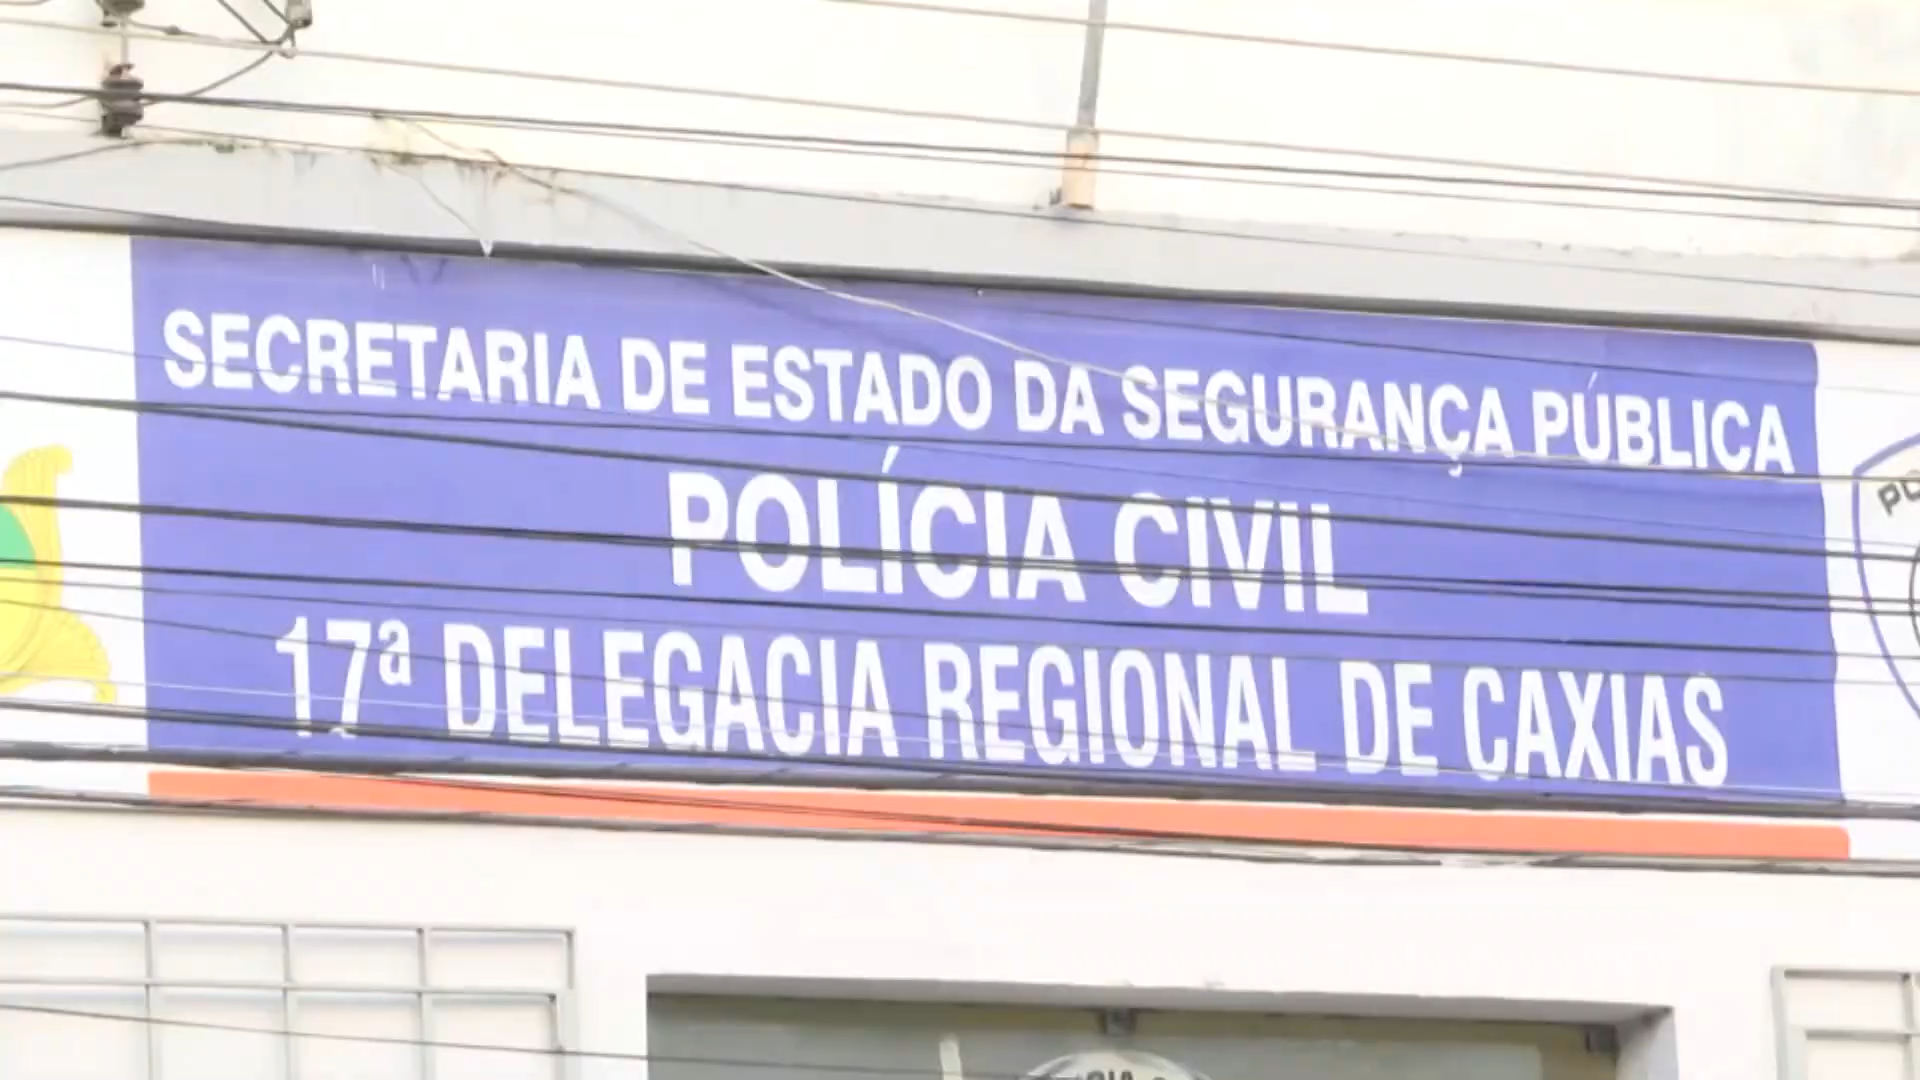 SECRETARIA DE ESTADO DA SEGURANÇA PÚBLICA
POLÍCIA CIVIL
17ª DELEGACIA REGIONAL DE CAXIAS